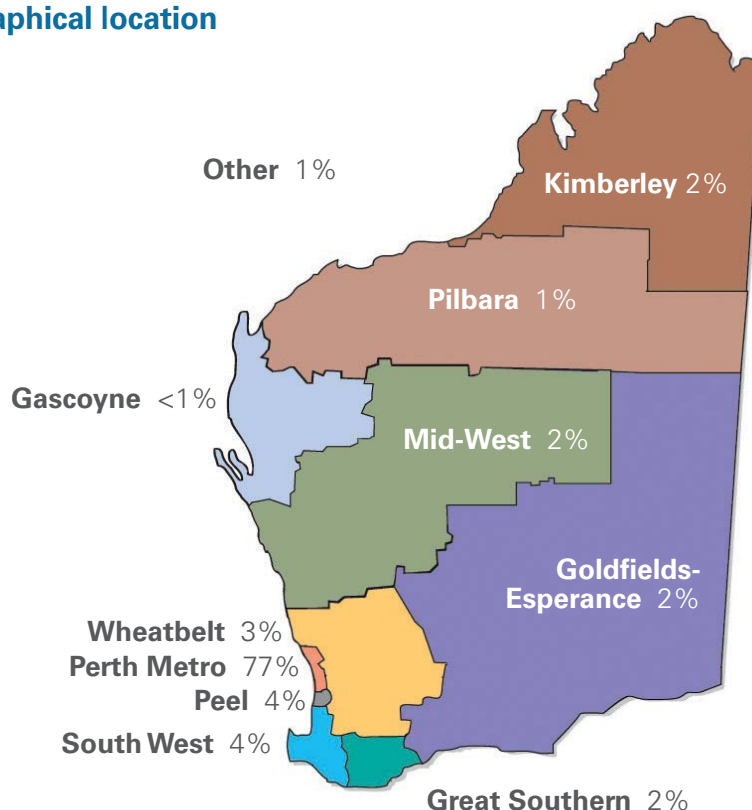 aphical location
Other 1%
Kimberley 2%
Pilbara 1%
Gascoyne <1%
Mid-West 2%
Goldfields-
Esperance 2%
Wheatbelt 3%
Perth Metro 77%
Peel 4%
South West 4%
Great Southern 2%